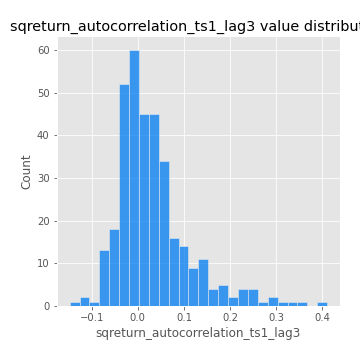 sqreturn_autocorrelation_ts1_lag3 value distribut
60
50
40
30
20
10
0
Count
−0.1 0.0 0.1 0.2 0.3 0.4
sqreturn_autocorrelation_ts1_lag3